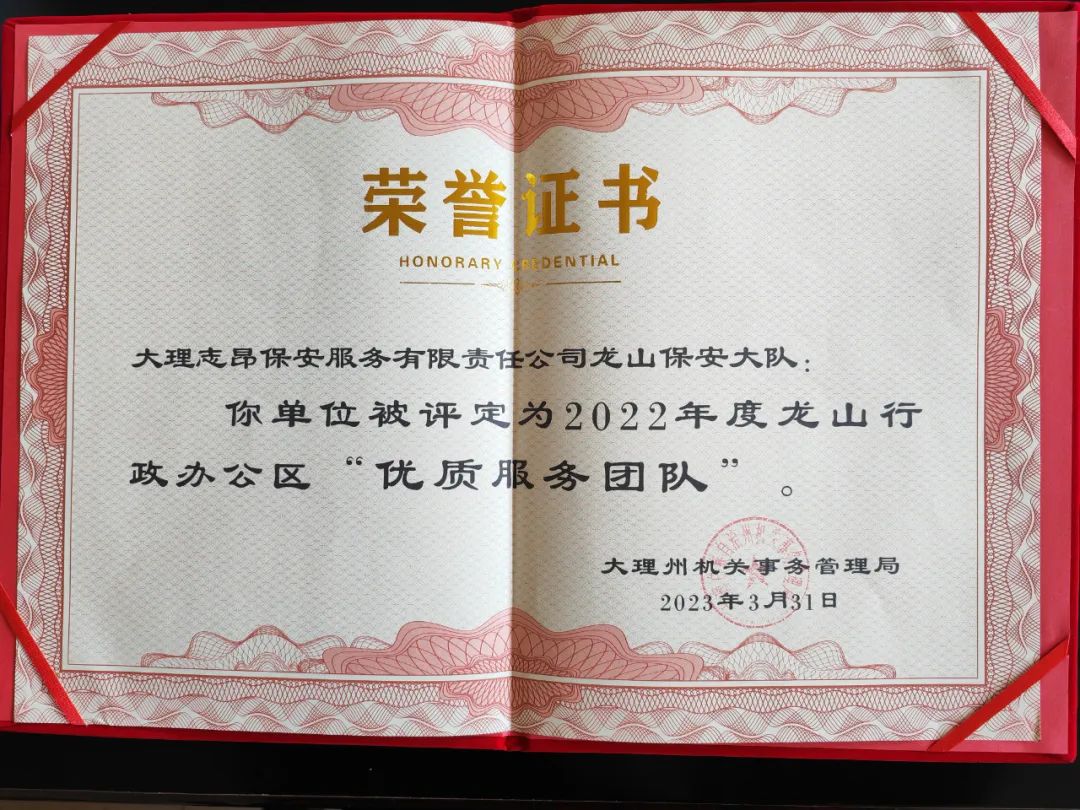 荣誉证书
HONORARY CREDENTIAL
大理志昂保安服务有限责任公司龙山保安大队：
你单位被评定为2022年度龙山行
政办公区“优质服务团队”。
大理州机关事务管理局
2023年3月31日